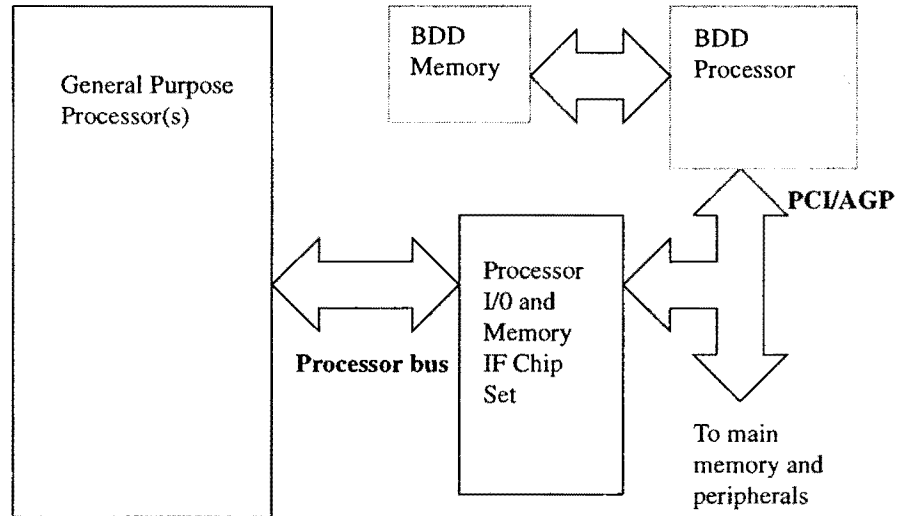 General Purpose
Processor(s)
BDD
Memory
BDD
Processor
PCI/AGP
Processor bus
Processor
I/0 and
Memory
IF Chip
Set
To main
memory and
peripherals